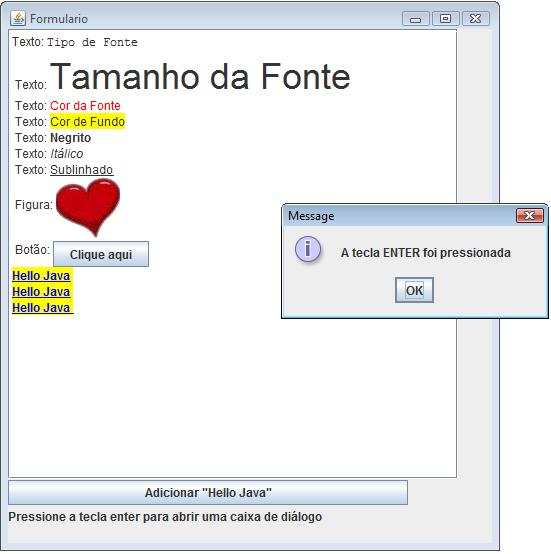 Formulario
Texto: Tipo de Fonte
Texto: Tamanho da Fonte
Texto: Cor da Fonte
Texto: Cor de Fundo
Texto: Negrito
Texto: Itálico
Texto: Sublinhado
Figura:
Botão: Clique aqui
Hello Java
Hello Java
Hello Java
Message
A tecla ENTER foi pressionada
OK
Adicionar "Hello Java"
Pressione a tecla enter para abrir uma caixa de diálogo